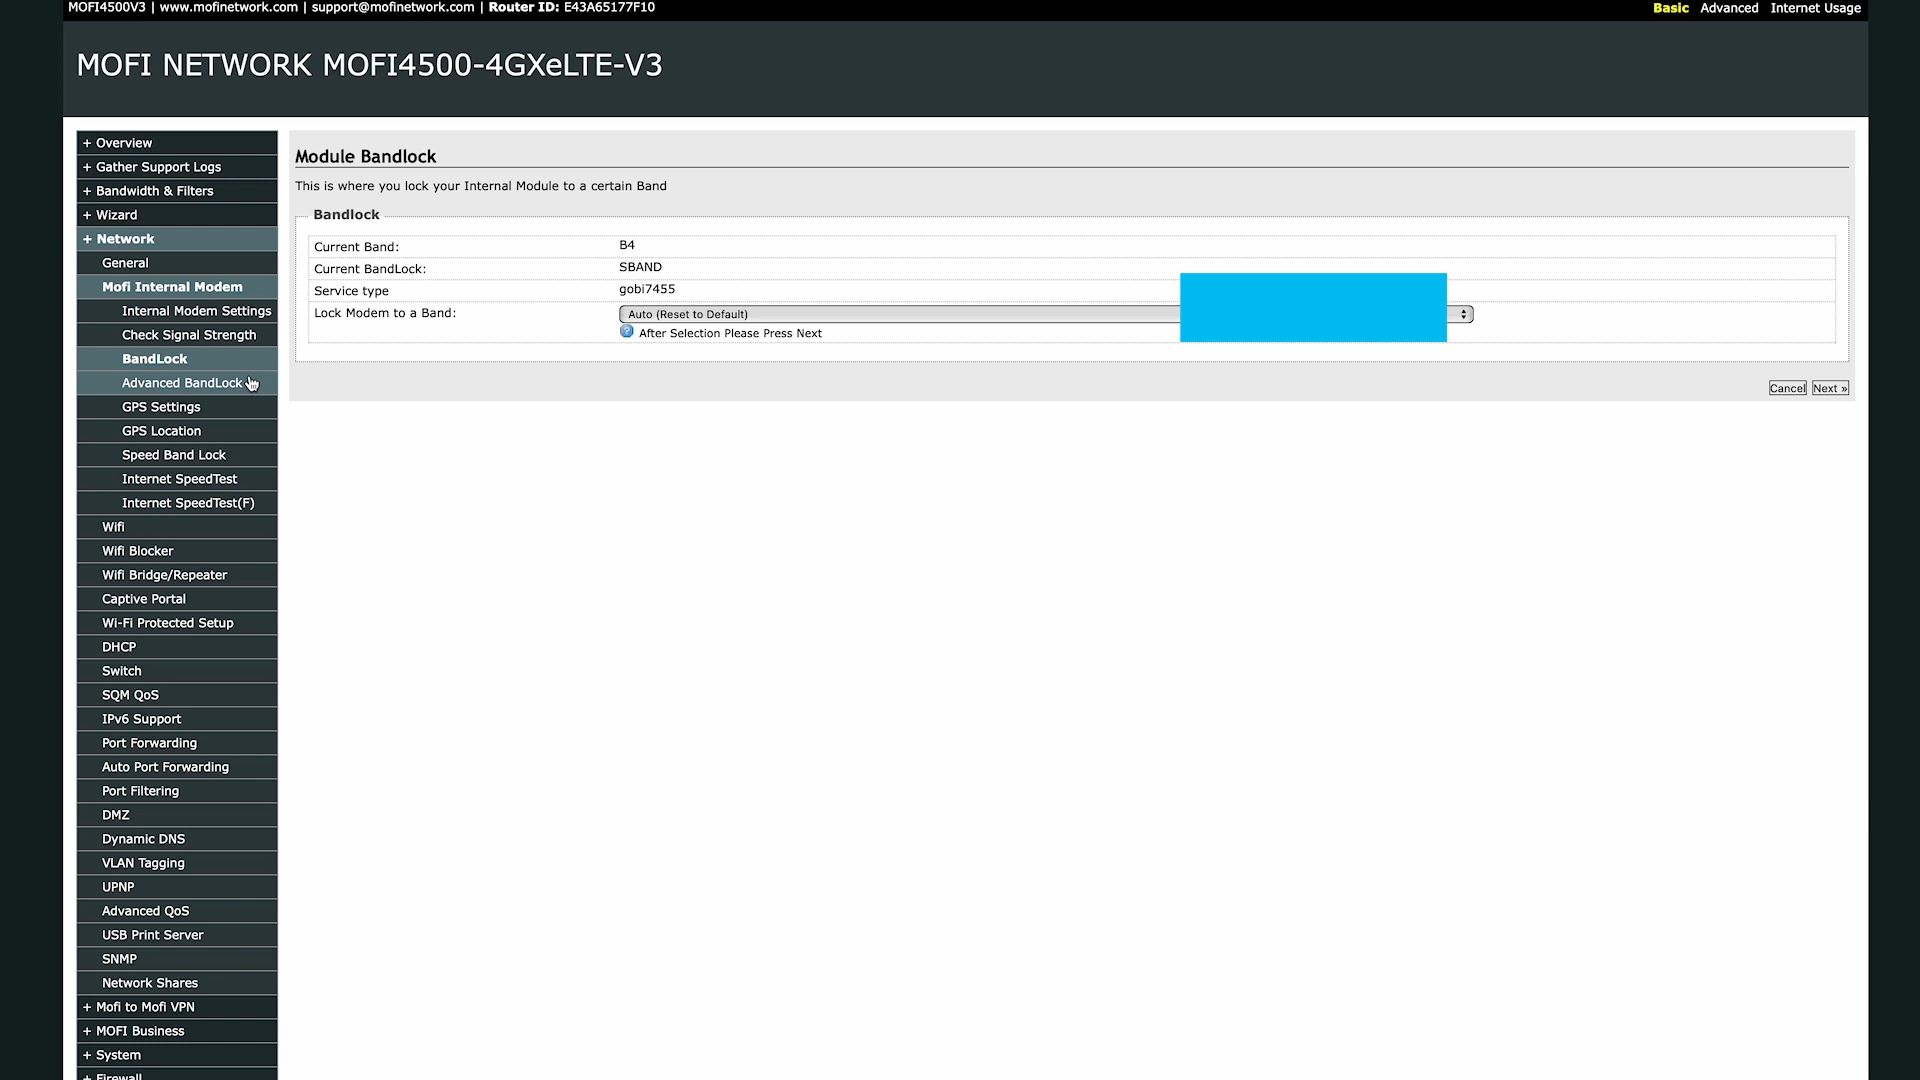 MOFI4500V3 | www.mofinetwork.com | support@mofinetwork.com | Router ID: E43A65177F10
Basic Advanced Internet Usage
MOFI NETWORK MOFI4500-4GXeLTE-V3
+ Overview
+ Gather Support Logs
+ Bandwidth & Filters
+ Wizard
+ Network
General
Mofi Internal Modem
Internal Modem Settings
Check Signal Strength
BandLock
Advanced BandLock
GPS Settings
GPS Location
Speed Band Lock
Internet SpeedTest
Internet SpeedTest(F)
Wifi
Wifi Blocker
Wifi Bridge/Repeater
Captive Portal
Wi-Fi Protected Setup
DHCP
Switch
SQM QoS
IPv6 Support
Port Forwarding
Auto Port Forwarding
Port Filtering
DMZ
Dynamic DNS
VLAN Tagging
UPNP
Advanced QoS
USB Print Server
SNMP
Network Shares
+ Mofi to Mofi VPN
+ MOFI Business
+ System
+ Firewall
Module Bandlock
This is where you lock your Internal Module to a certain Band
Bandlock
Current Band: B4
Current BandLock: SBAND
Service type gobi7455
Lock Modem to a Band: Auto (Reset to Default)
After Selection Please Press Next
Cancel Next »